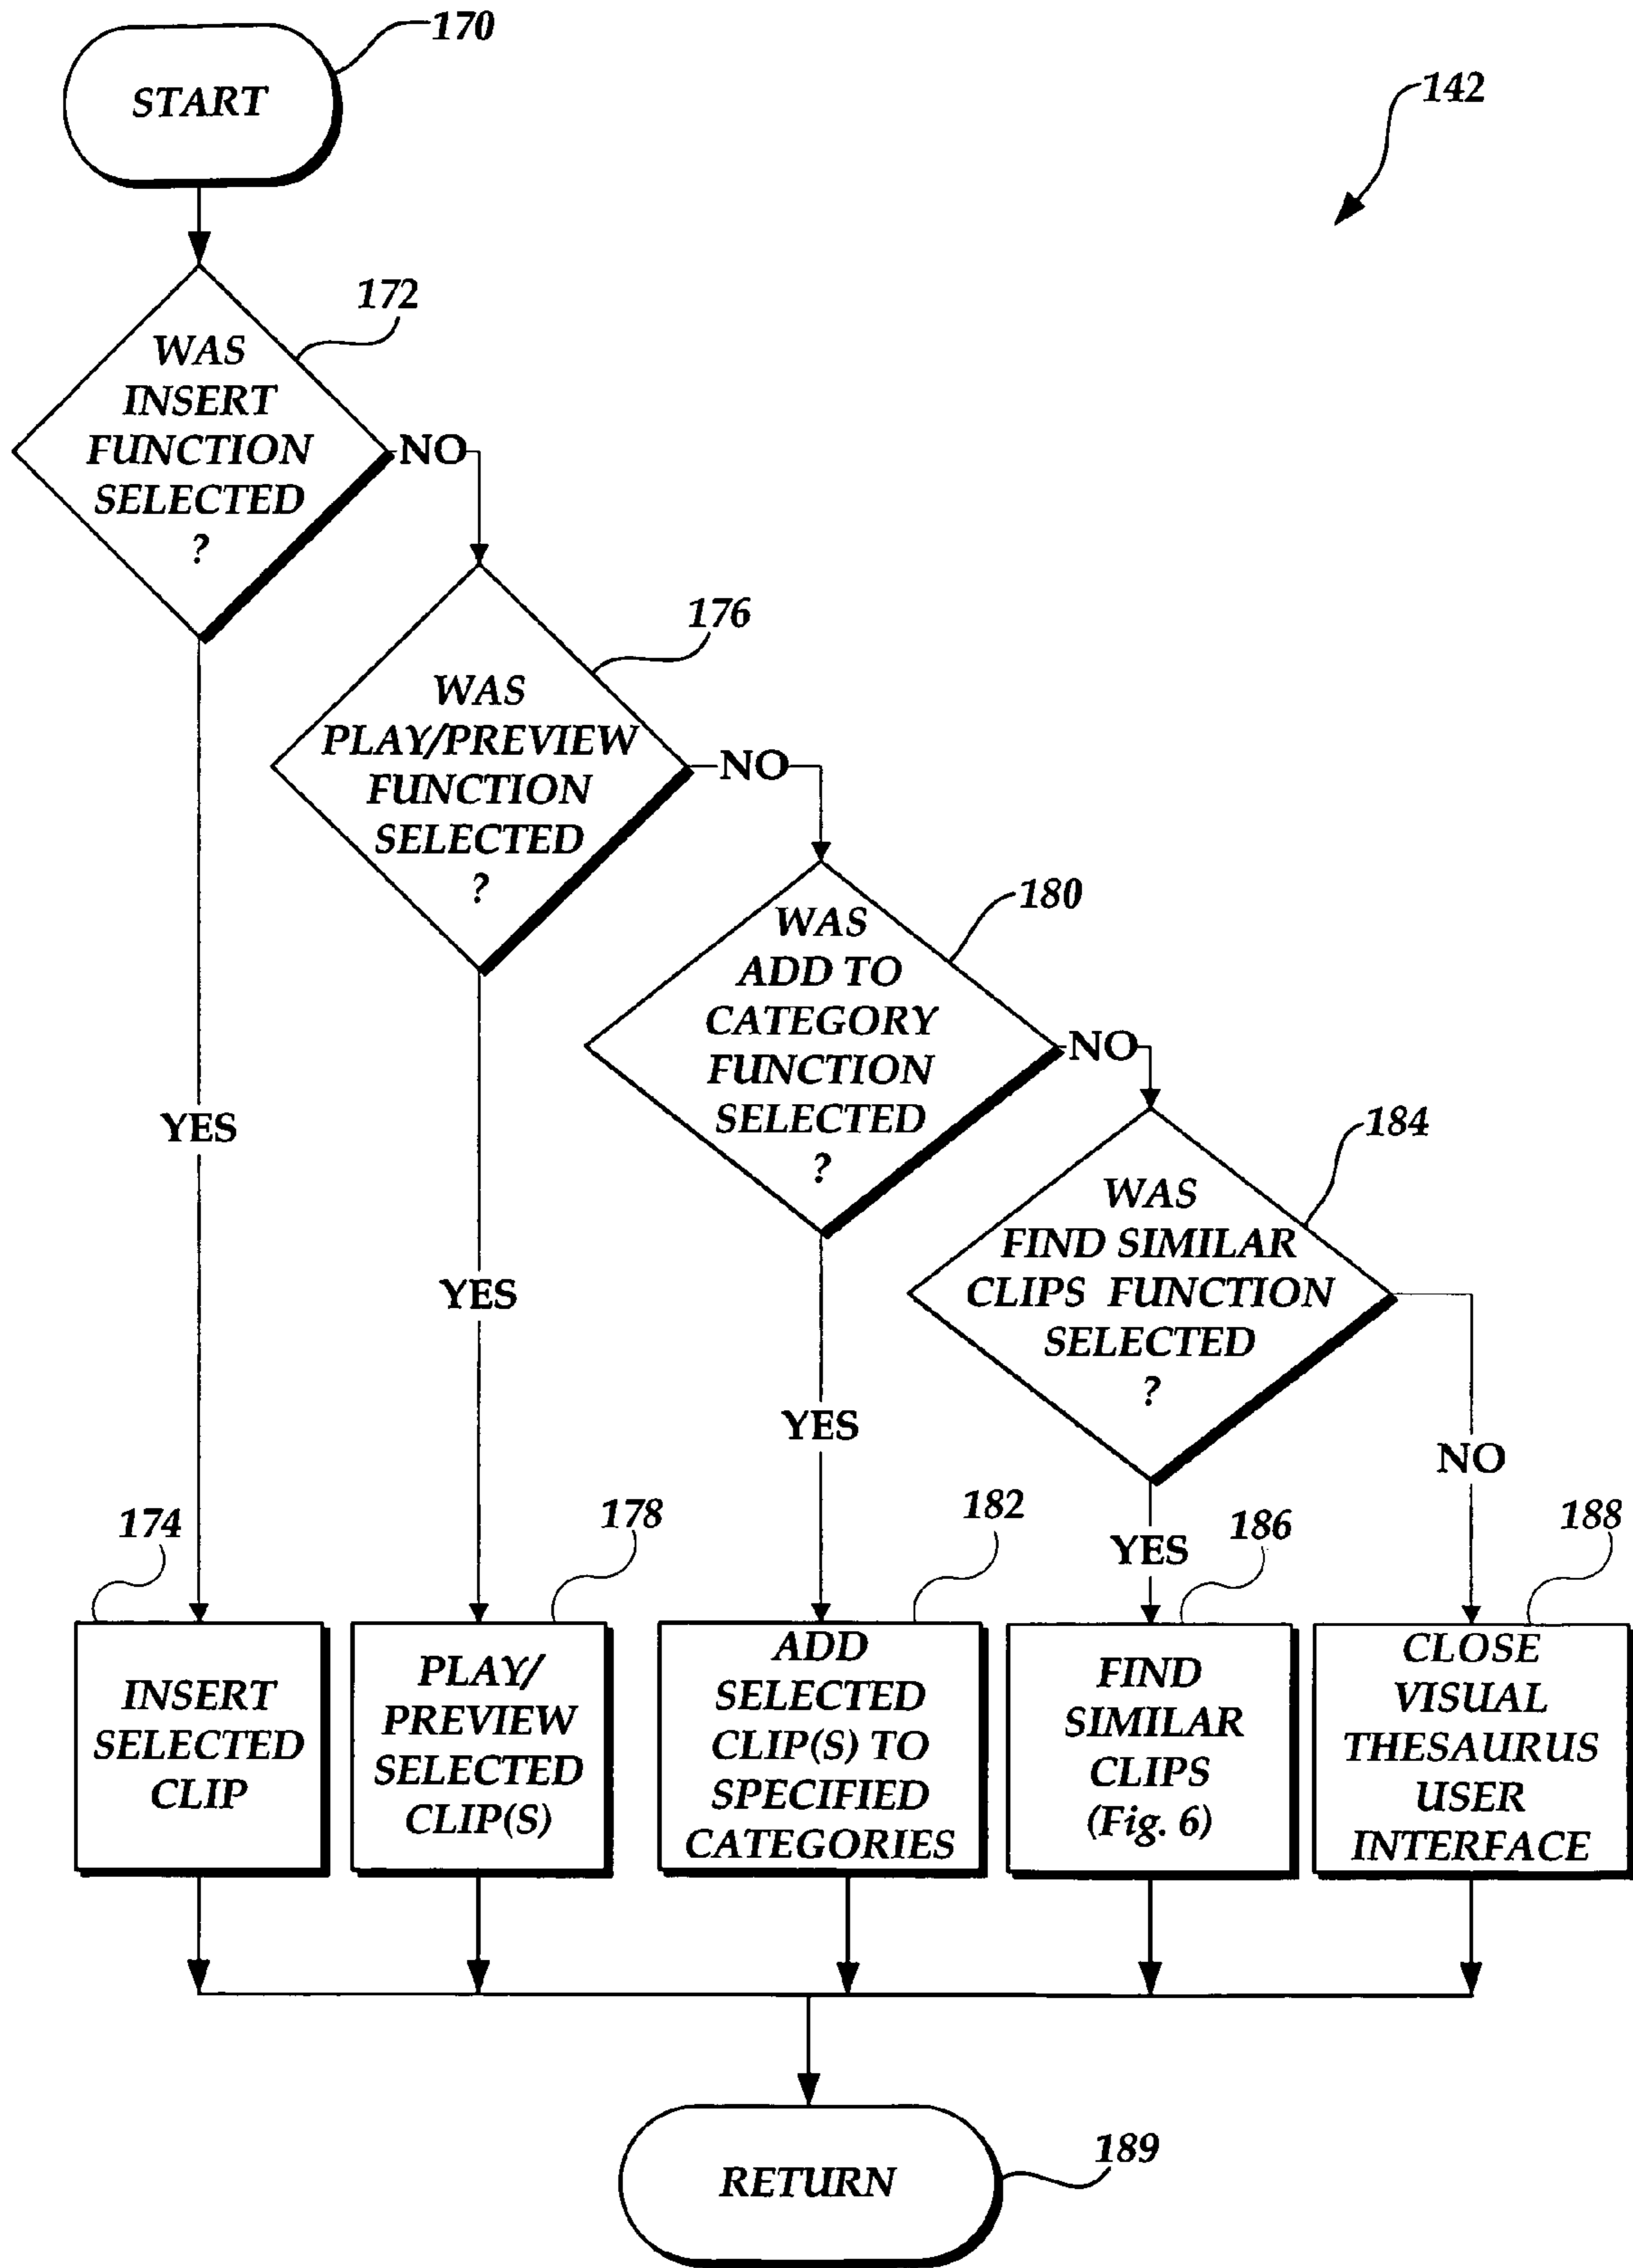 170
START
142
172
WAS
INSERT
FUNCTION
SELECTED
?
NO
176
WAS
PLAY/PREVIEW
FUNCTION
SELECTED
?
NO
180
WAS
ADD TO
CATEGORY
FUNCTION
SELECTED
?
NO
184
WAS
FIND SIMILAR
CLIPS FUNCTION
SELECTED
?
YES
YES
YES
YES
NO
174
INSERT
SELECTED
CLIP
178
PLAY/
PREVIEW
SELECTED
CLIP(S)
182
ADD
SELECTED
CLIP(S) TO
SPECIFIED
CATEGORIES
186
FIND
SIMILAR
CLIPS
(Fig. 6)
188
CLOSE
VISUAL
THESAURUS
USER
INTERFACE
RETURN
189